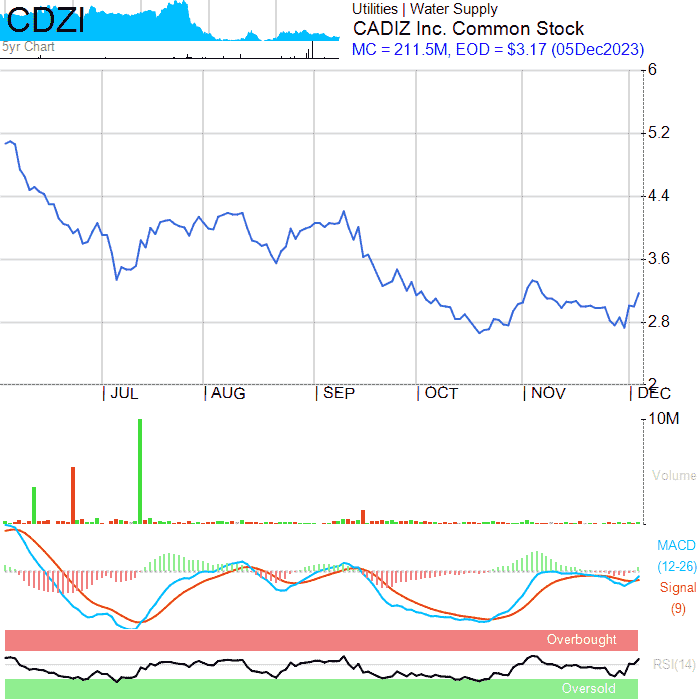 CDZI
5yr Chart
Utilities | Water Supply
CADIZ Inc. Common Stock
MC = 211.5M, EOD = $3.17 (05Dec2023)
6
5.2
4.4
3.6
2.8
2
JUL AUG SEP OCT NOV DEC
10M
Volume
MACD
(12-26)
Signal
(9)
Overbought
RSI(14)
Oversold